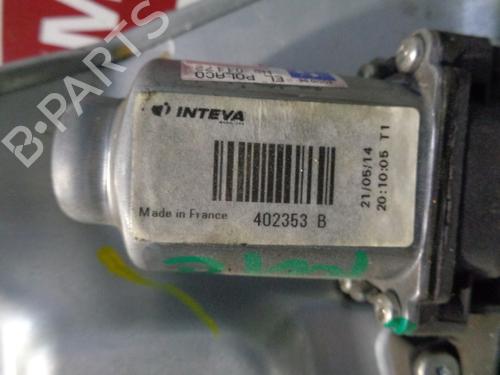 EL POLACO
INTEVA
Made in France
402353 B
21/05/14
20:10:05 T1
B-PARTS